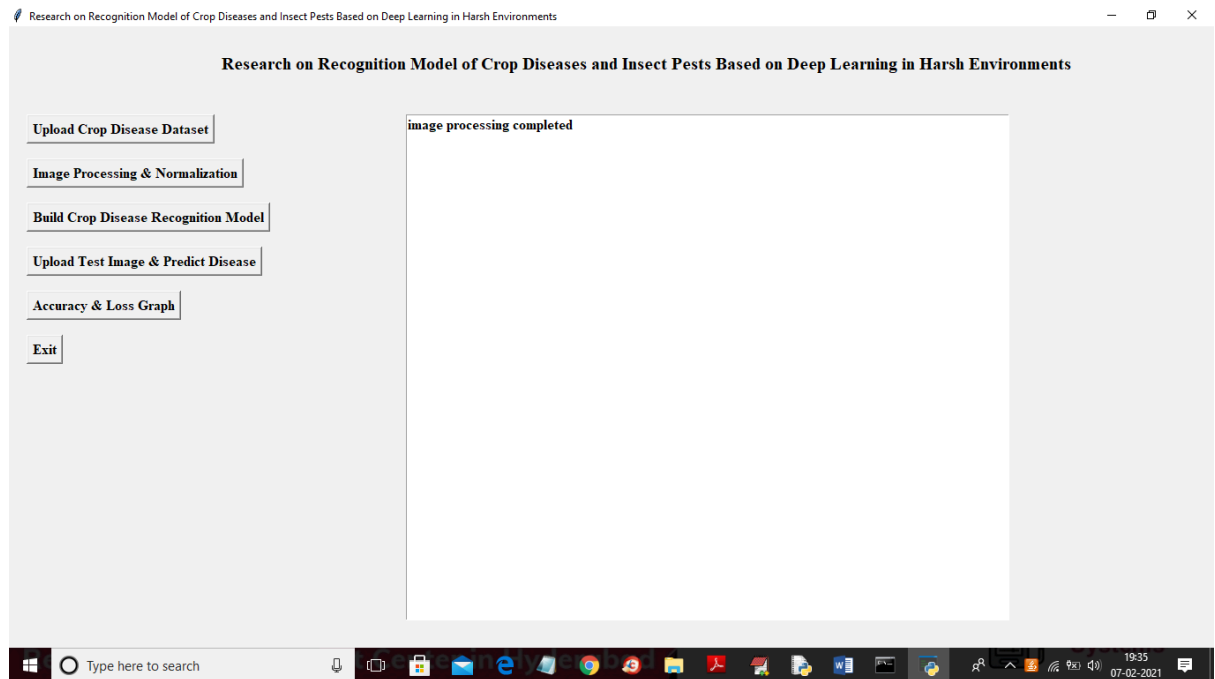 Research on Recognition Model of Crop Diseases and Insect Pests Based on Deep Learning in Harsh Environments
Research on Recognition Model of Crop Diseases and Insect Pests Based on Deep Learning in Harsh Environments
Upload Crop Disease Dataset
image processing completed
Image Processing & Normalization
Build Crop Disease Recognition Model
Upload Test Image & Predict Disease
Accuracy & Loss Graph
Exit
Type here to search
19:35
07-02-2021